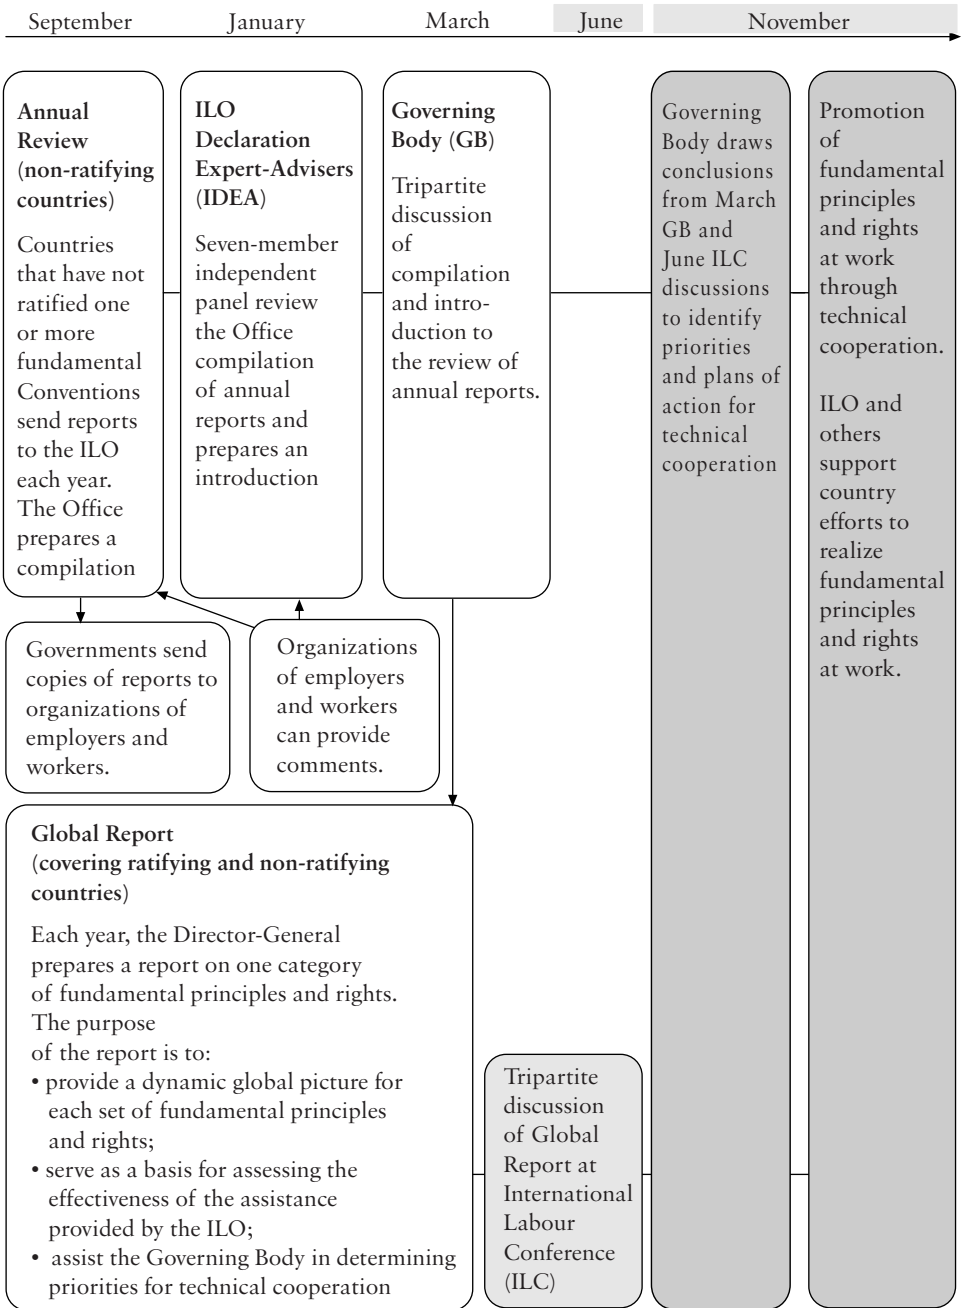 September
January
March
June
November
Annual
Review
(non-ratifying
countries)
Countries
that have not
ratified one
or more
fundamental
Conventions
send reports
to the ILO
each year.
The Office
prepares a
compilation
ILO
Declaration
Expert-Advisers
(IDEA)
Seven-member
independent
panel review
the Office
compilation
of annual
reports and
prepares an
introduction
Governing
Body (GB)
Tripartite
discussion
of
compilation
and intro-
duction to
the review of
annual reports.
Governing
Body draws
conclusions
from March
GB and
June ILC
discussions
to identify
priorities
and plans of
action for
technical
cooperation
Promotion
of
fundamental
principles
and rights
at work
through
technical
cooperation.
ILO and
others
support
country
efforts to
realize
fundamental
principles
and rights
at work.
Governments send
copies of reports to
organizations of
employers and
workers.
Organizations
of employers
and workers
can provide
comments.
Global Report
(covering ratifying and non-ratifying
countries)
Each year, the Director-General
prepares a report on one category
of fundamental principles and rights.
The purpose
of the report is to:
• provide a dynamic global picture for
each set of fundamental principles
and rights;
• serve as a basis for assessing the
effectiveness of the assistance
provided by the ILO;
• assist the Governing Body in determining
priorities for technical cooperation
Tripartite
discussion
of Global
Report at
International
Labour
Conference
(ILC)